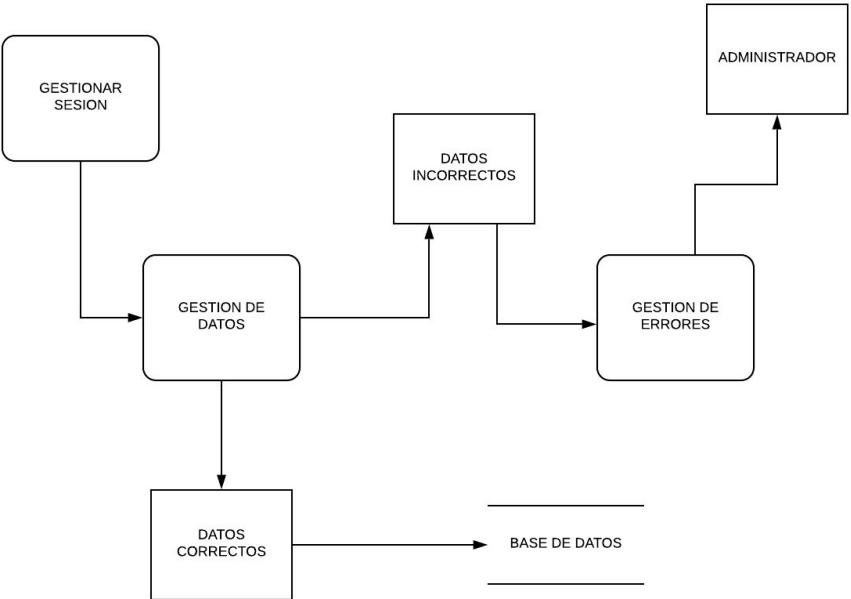 GESTIONAR
SESION
ADMINISTRADOR
DATOS
INCORRECTOS
GESTION DE
DATOS
GESTION DE
ERRORES
DATOS
CORRECTOS
BASE DE DATOS